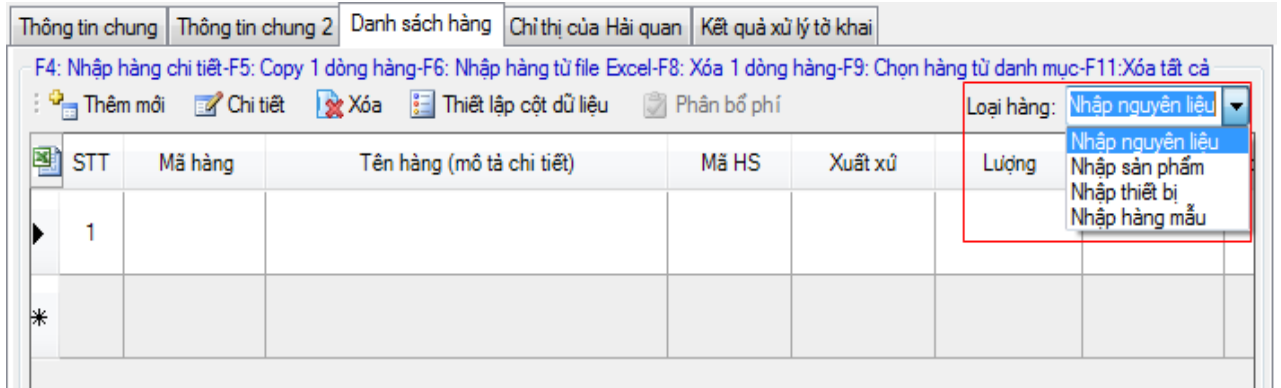 Thông tin chung Thông tin chung 2 Danh sách hàng Chỉ thị của Hải quan Kết quả xử lý tờ khai
F4: Nhập hàng chi tiết-F5: Copy 1 dòng hàng-F6: Nhập hàng từ file Excel-F8: Xóa 1 dòng hàng-F9: Chọn hàng từ danh mục-F11:Xóa tất cả
Thêm mới Chi tiết Xóa Thiết lập cột dữ liệu Phân bổ phí Loại hàng: Nhập nguyên liệu
STT Mã hàng Tên hàng (mô tả chi tiết) Mã HS Xuất xứ Lượng
Nhập nguyên liệu
Nhập sản phẩm
Nhập thiết bị
Nhập hàng mẫu
1